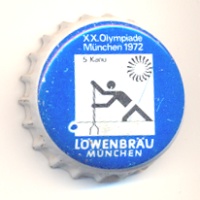 XX. Olympiade
München 1972
5 Kanu
LÖWENBRÄU
MÜNCHEN